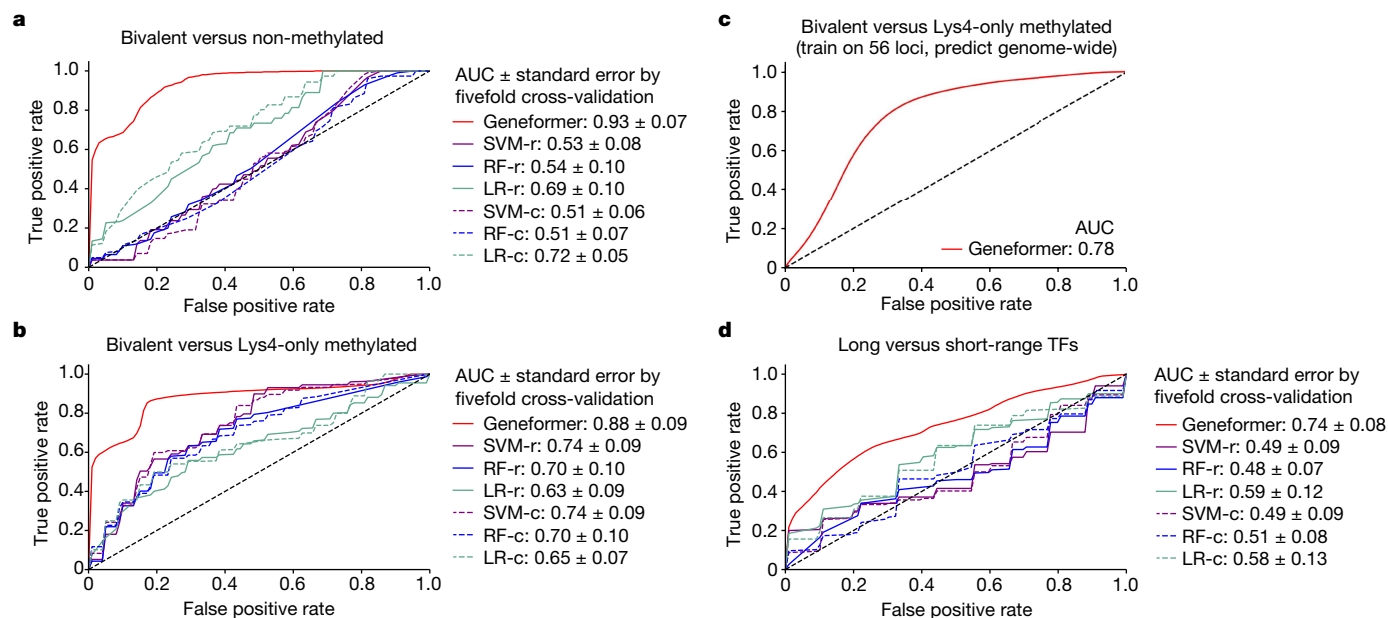 a
Bivalent versus non-methylated
1.0
0.8
0.6
0.4
0.2
0
True positive rate
0
0.2
0.4
0.6
0.8
1.0
False positive rate
AUC ± standard error by
fivefold cross-validation
Geneformer: 0.93 ± 0.07
SVM-r: 0.53 ± 0.08
RF-r: 0.54 ± 0.10
LR-r: 0.69 ± 0.10
SVM-c: 0.51 ± 0.06
RF-c: 0.51 ± 0.07
LR-c: 0.72 ± 0.05
b
Bivalent versus Lys4-only methylated
1.0
0.8
0.6
0.4
0.2
0
True positive rate
0
0.2
0.4
0.6
0.8
1.0
False positive rate
AUC ± standard error by
fivefold cross-validation
Geneformer: 0.88 ± 0.09
SVM-r: 0.74 ± 0.09
RF-r: 0.70 ± 0.10
LR-r: 0.63 ± 0.09
SVM-c: 0.74 ± 0.09
RF-c: 0.70 ± 0.10
LR-c: 0.65 ± 0.07
c
Bivalent versus Lys4-only methylated
(train on 56 loci, predict genome-wide)
1.0
0.8
0.6
0.4
0.2
0
True positive rate
0
0.2
0.4
0.6
0.8
1.0
False positive rate
AUC
Geneformer: 0.78
d
Long versus short-range TFs
1.0
0.8
0.6
0.4
0.2
0
True positive rate
0
0.2
0.4
0.6
0.8
1.0
False positive rate
AUC ± standard error by
fivefold cross-validation
Geneformer: 0.74 ± 0.08
SVM-r: 0.49 ± 0.09
RF-r: 0.48 ± 0.07
LR-r: 0.59 ± 0.12
SVM-c: 0.49 ± 0.09
RF-c: 0.51 ± 0.08
LR-c: 0.58 ± 0.13